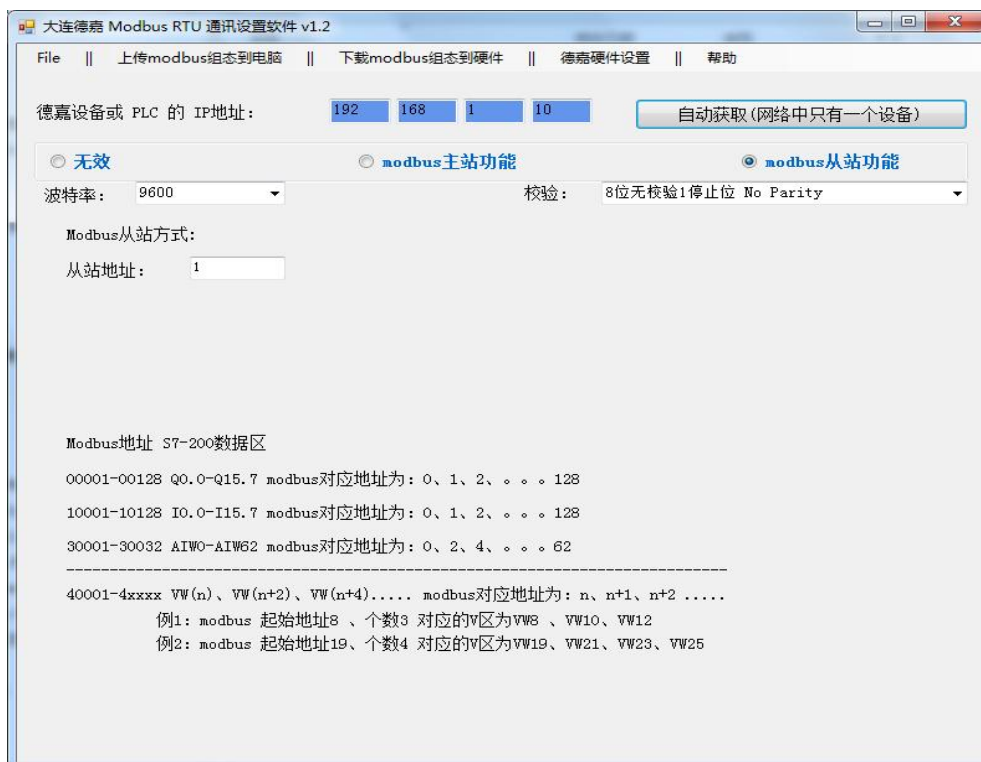 大连德嘉 Modbus RTU 通讯设置软件 v1.2
File || 上传modbus组态到电脑 || 下载modbus组态到硬件 || 德嘉硬件设置 || 帮助
德嘉设备或 PLC 的 IP地址: 192 168 1 10 自动获取(网络中只有一个设备)
无效 modbus主站功能 modbus从站功能
波特率: 9600 校验: 8位无校验1停止位 No Parity
Modbus从站方式:
从站地址: 1
Modbus地址 S7-200数据区
00001-00128 Q0.0-Q15.7 modbus对应地址为: 0、1、2、。。。128
10001-10128 I0.0-I15.7 modbus对应地址为: 0、1、2、。。。128
30001-30032 AIW0-AIW62 modbus对应地址为: 0、2、4、。。。62
--------------------------------------------------------------------------
40001-4xxxx VW(n)、VW(n+2)、VW(n+4)..... modbus对应地址为: n、n+1、n+2 .....
例1: modbus 起始地址8 、个数3 对应的V区为VW8 、VW10、VW12
例2: modbus 起始地址19、个数4 对应的V区为VW19、VW21、VW23、VW25